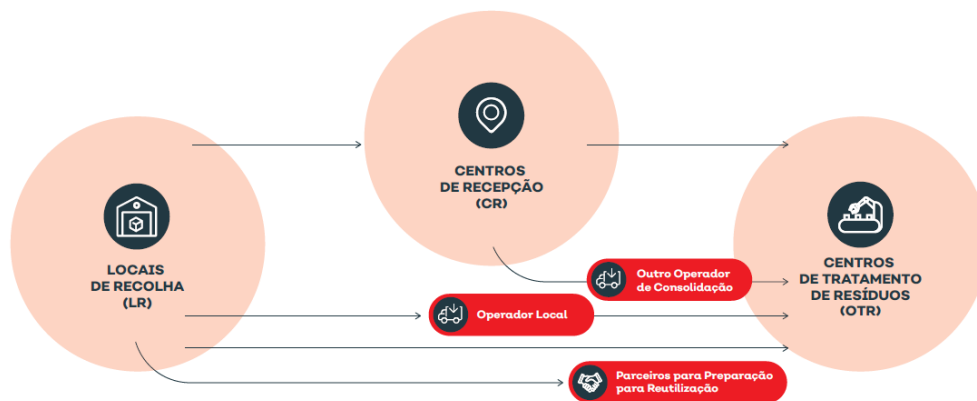 CENTROS
DE RECEPÇÃO
(CR)
LOCAIS
DE RECOLHA
(LR)
CENTROS
DE TRATAMENTO
DE RESÍDUOS
(OTR)
Outro Operador
de Consolidação
Operador Local
Parceiros para Preparação
para Reutilização